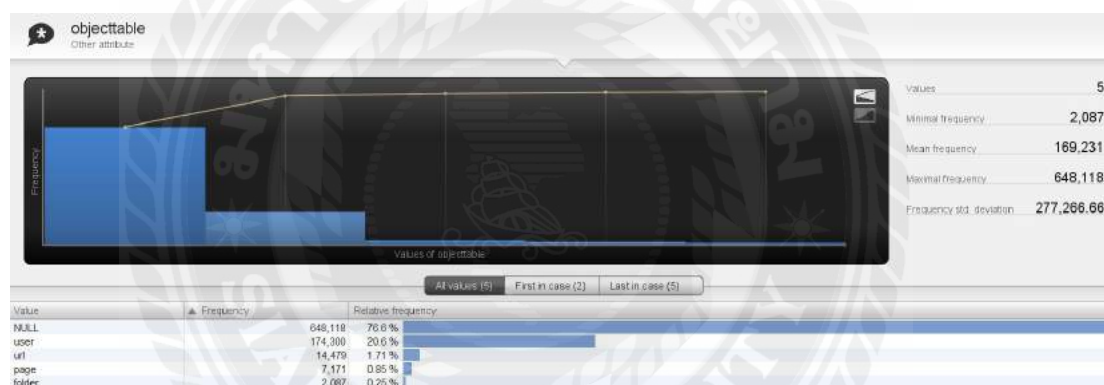 objecttable
Other attribute
Frequency
Values of objecttable
Values 5
Minimal frequency 2,087
Mean frequency 169,231
Maximal frequency 648,118
Frequency std. deviation 277,266.66
All values (5) First in case (2) Last in case (5)
Value Frequency Relative frequency
NULL 648,118 76.6 %
user 174,300 20.6 %
url 14,479 1.71 %
page 7,171 0.85 %
folder 2,087 0.25 %